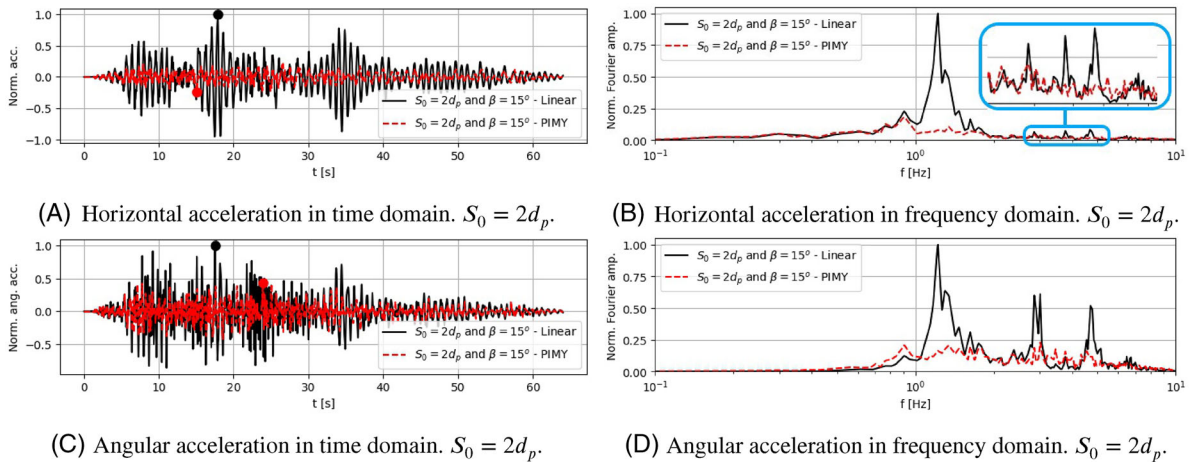 Norm. acc.
1.0
0.5
0.0
−0.5
−1.0
S₀ = 2dₚ and β = 15° - Linear
S₀ = 2dₚ and β = 15° - PIMY
0 10 20 30 40 50 60
t [s]
(A) Horizontal acceleration in time domain. S₀ = 2dₚ.
Norm. Fourier amp.
1.00
0.75
0.50
0.25
0.00
S₀ = 2dₚ and β = 15° - Linear
S₀ = 2dₚ and β = 15° - PIMY
10⁻¹ 10⁰ 10¹
f [Hz]
(B) Horizontal acceleration in frequency domain. S₀ = 2dₚ.
Norm. ang. acc.
1.0
0.5
0.0
−0.5
S₀ = 2dₚ and β = 15° - Linear
S₀ = 2dₚ and β = 15° - PIMY
0 10 20 30 40 50 60
t [s]
(C) Angular acceleration in time domain. S₀ = 2dₚ.
Norm. Fourier amp.
1.00
0.75
0.50
0.25
0.00
S₀ = 2dₚ and β = 15° - Linear
S₀ = 2dₚ and β = 15° - PIMY
10⁻¹ 10⁰ 10¹
f [Hz]
(D) Angular acceleration in frequency domain. S₀ = 2dₚ.